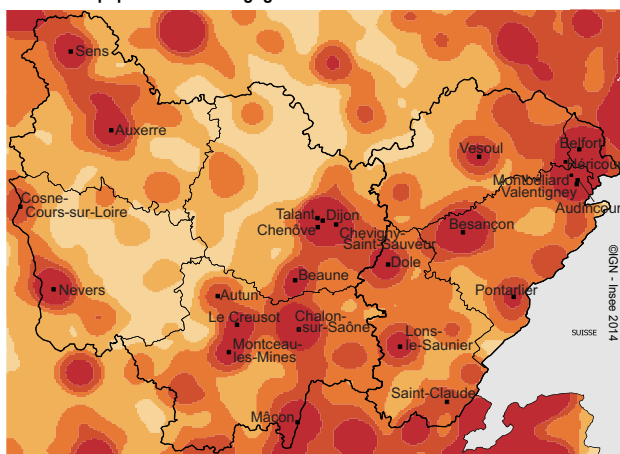 Sens
Auxerre
Vesoul
Belfort
Héricourt
Montbéliard
Valentigney
Audincourt
Cosne-
Cours-sur-Loire
Talant
Dijon
Chenôve
Chevigny-
Saint-Sauveur
Besançon
Dole
Beaune
Nevers
Autun
Pontarlier
Le Creusot
Chalon-
sur-Saône
Montceau-
les-Mines
Lons-
le-Saunier
SUISSE
©IGN - Insee 2014
Saint-Claude
Mâcon